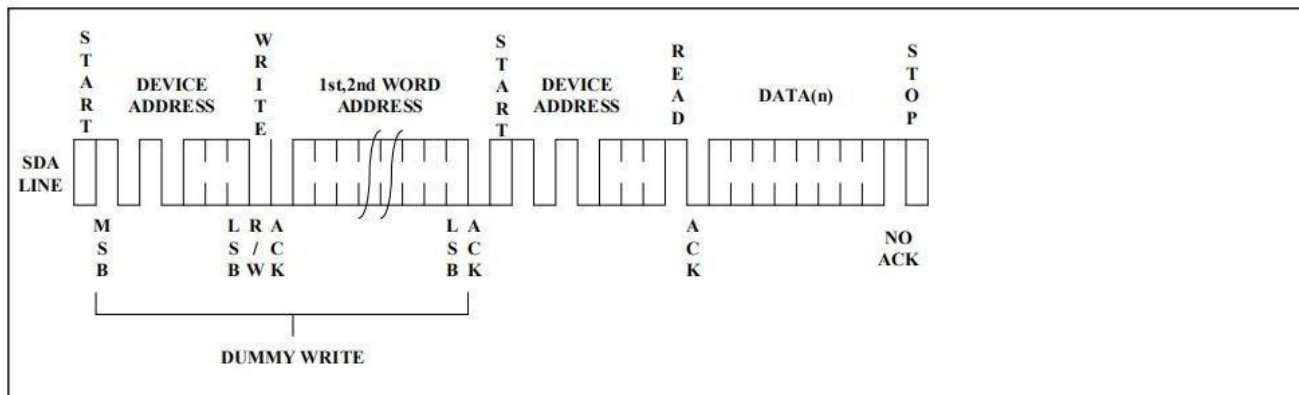 START
DEVICE
ADDRESS
WRITE
1st,2nd WORD
ADDRESS
START
DEVICE
ADDRESS
READ
DATA(n)
STOP
SDA
LINE
MSB
LSB
R/W
ACK
LSB
ACK
ACK
NO
ACK
DUMMY WRITE